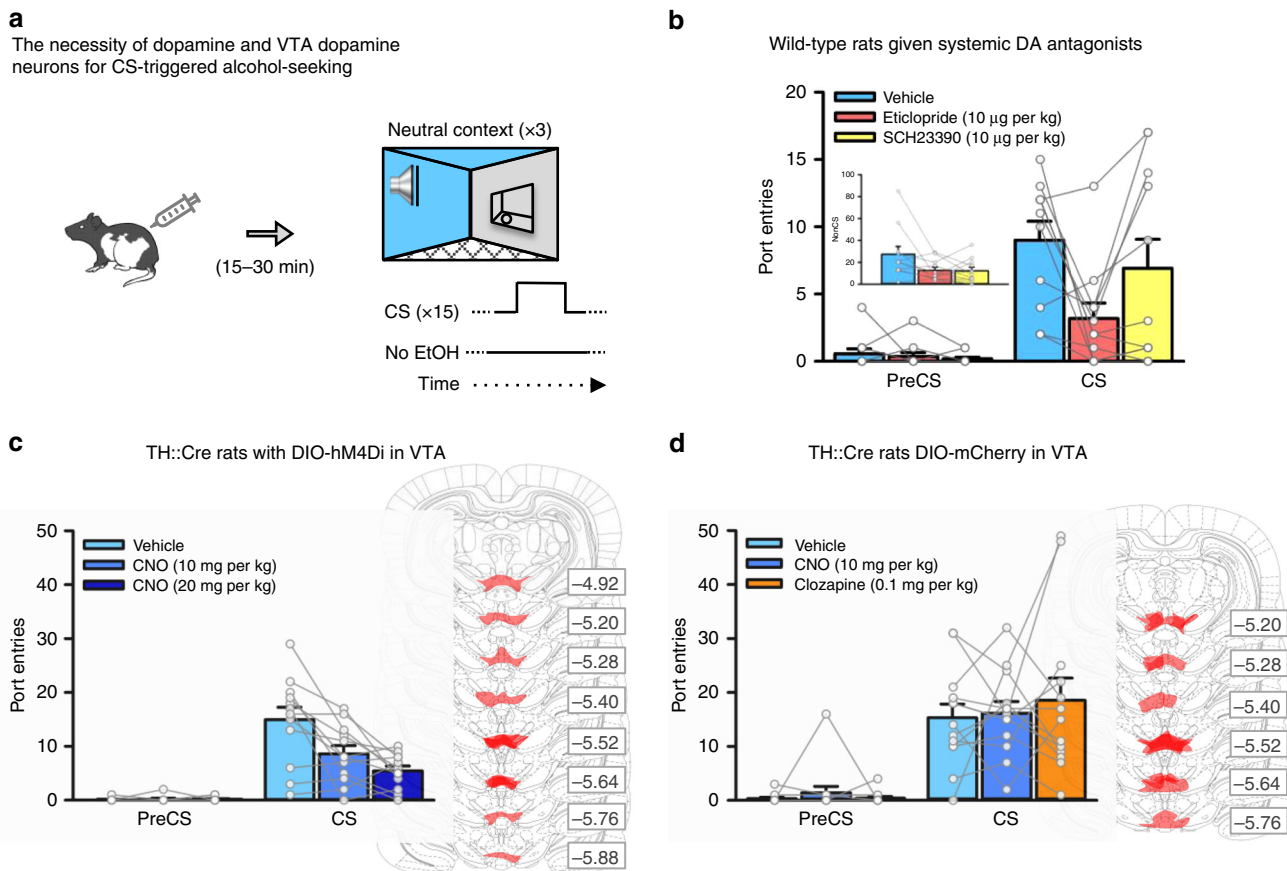 a
The necessity of dopamine and VTA dopamine
neurons for CS-triggered alcohol-seeking
(15–30 min)
Neutral context (×3)
CS (×15)
No EtOH
Time
b
Wild-type rats given systemic DA antagonists
Vehicle
Eticlopride (10 μg per kg)
SCH23390 (10 μg per kg)
Port entries
20
15
10
5
0
NonCS
100
80
60
40
20
0
PreCS
CS
c
TH::Cre rats with DIO-hM4Di in VTA
Vehicle
CNO (10 mg per kg)
CNO (20 mg per kg)
Port entries
50
40
30
20
10
0
PreCS
CS
–4.92
–5.20
–5.28
–5.40
–5.52
–5.64
–5.76
–5.88
d
TH::Cre rats DIO-mCherry in VTA
Vehicle
CNO (10 mg per kg)
Clozapine (0.1 mg per kg)
Port entries
50
40
30
20
10
0
PreCS
CS
–5.20
–5.28
–5.40
–5.52
–5.64
–5.76